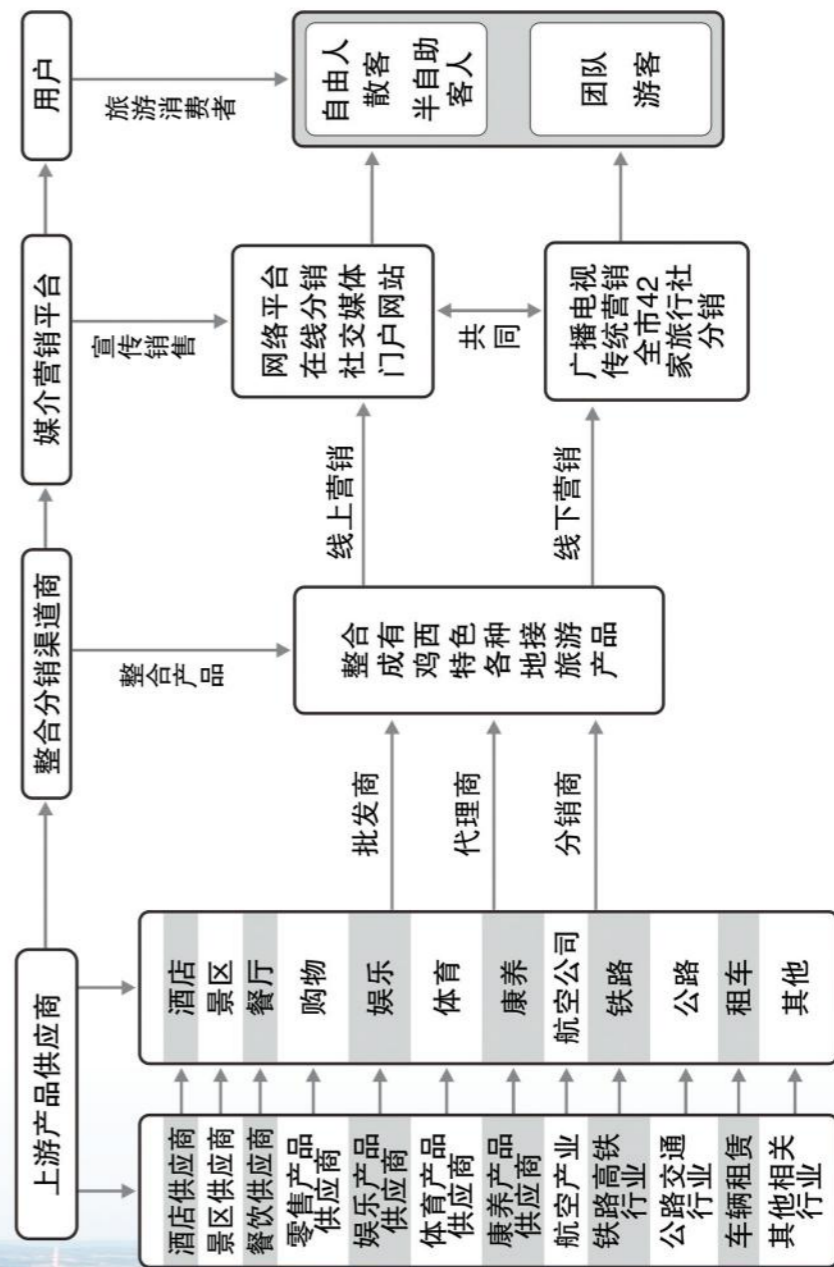 上游产品供应商
整合分销渠道商
媒介营销平台
用户
整合
产品
宣传
销售
旅游
消费
者
酒店供应商
景区供应商
餐饮供应商
零售产品
供应商
娱乐产品
供应商
体育产品
供应商
康养产品
供应商
航空产业
铁路高铁
行业
公路交通
行业
车辆租赁
其他相关
行业
酒店
景区
餐厅
购物
娱乐
体育
康养
航空公司
铁路
公路
租车
其他
批发商
代理商
分销商
整合
成有
鸡西
特色
各种
地接
旅游
产品
线上营销
线下营销
网络平台
在线分销
社交媒体
门户网站
共同
广播电视
传统营销
全市42
家旅行社
分销
自由人
散客
半自助
客人
团队
游客